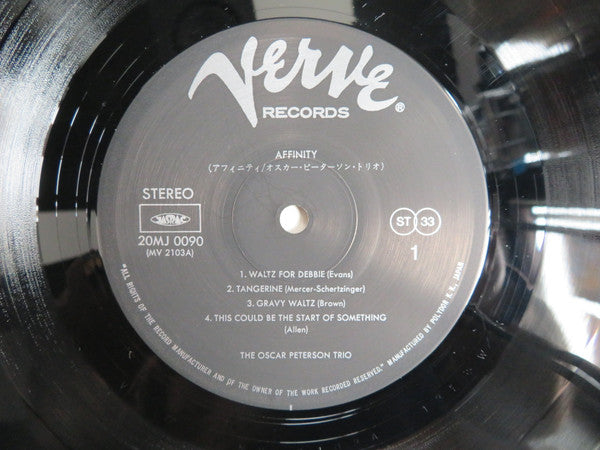 Verve®
RECORDS
AFFINITY
(アフィニティ/オスカー・ピーターソン・トリオ)
STEREO
JASRAC
20MJ 0090
(MV 2103A)
ST 33
1
1. WALTZ FOR DEBBIE (Evans)
2. TANGERINE (Mercer-Schertzinger)
3. GRAVY WALTZ (Brown)
4. THIS COULD BE THE START OF SOMETHING
(Allen)
THE OSCAR PETERSON TRIO
"ALL RIGHTS OF THE RECORD MANUFACTURER AND OF THE OWNER OF THE WORK RECORDED RESERVED." MANUFACTURED BY POLYDOR K. K., JAPAN